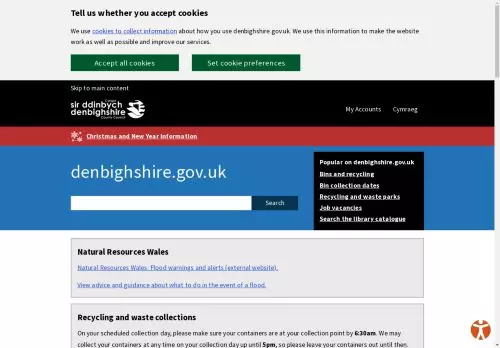 Tell us whether you accept cookies
We use cookies to collect information about how you use denbighshire.gov.uk. We use this information to make the website
work as well as possible and improve our services.
Accept all cookies
Set cookie preferences
Skip to main content
Cyngor
sir ddinbych
denbighshire
County Council
My Accounts
Cymraeg
Christmas and New Year Information
denbighshire.gov.uk
Search
Popular on denbighshire.gov.uk
Bins and recycling
Bin collection dates
Recycling and waste parks
Job vacancies
Search the library catalogue
Natural Resources Wales
Natural Resources Wales: Flood warnings and alerts (external website).
View advice and guidance about what to do in the event of a flood.
Recycling and waste collections
On your scheduled collection day, please make sure your containers are at your collection point by 6:30am. We may
collect your containers at any time on your collection day up until 5pm, so please leave your containers out until then.